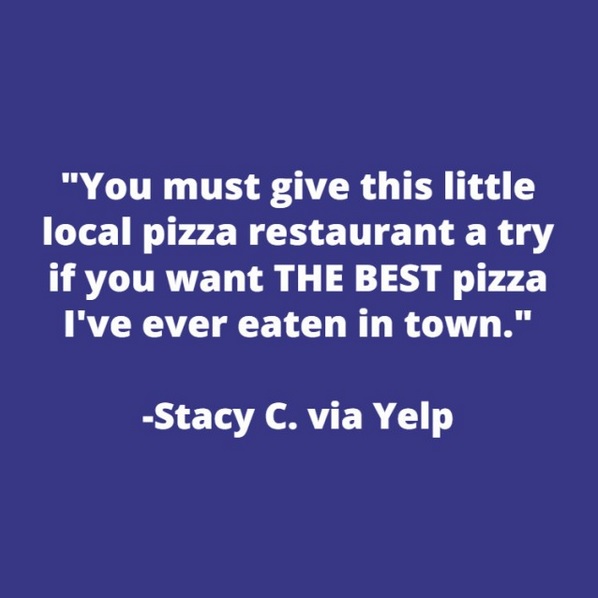 "You must give this little
local pizza restaurant a try
if you want THE BEST pizza
I've ever eaten in town."
-Stacy C. via Yelp